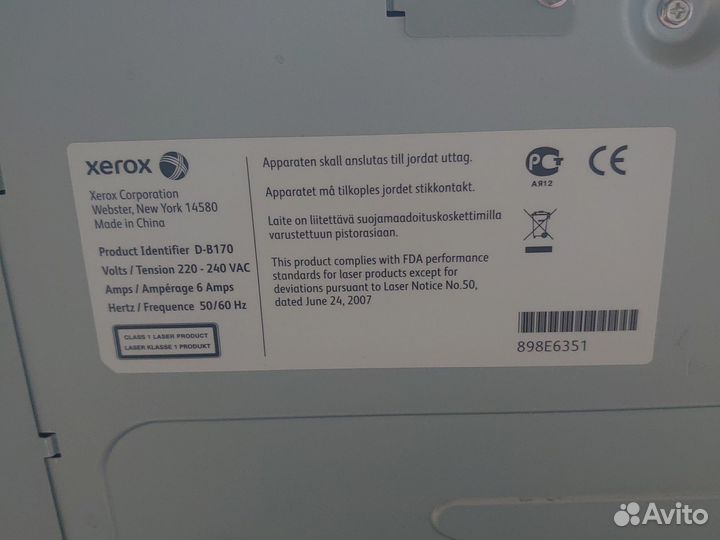 xerox
Xerox Corporation
Webster, New York 14580
Made in China
Product Identifier D-B170
Volts / Tension 220 - 240 VAC
Amps / Ampérage 6 Amps
Hertz / Frequence 50/60 Hz
CLASS 1 LASER PRODUCT
LASER KLASSE 1 PRODUKT
Apparaten skall anslutas till jordat uttag.
Apparatet må tilkoples jordet stikkontakt.
Laite on liitettävä suojamaadoituskoskettimilla
varustettuun pistorasiaan.
This product complies with FDA performance
standards for laser products except for
deviations pursuant to Laser Notice No.50,
dated June 24, 2007
РСТ
АЯ12
CE
898E6351
Avito